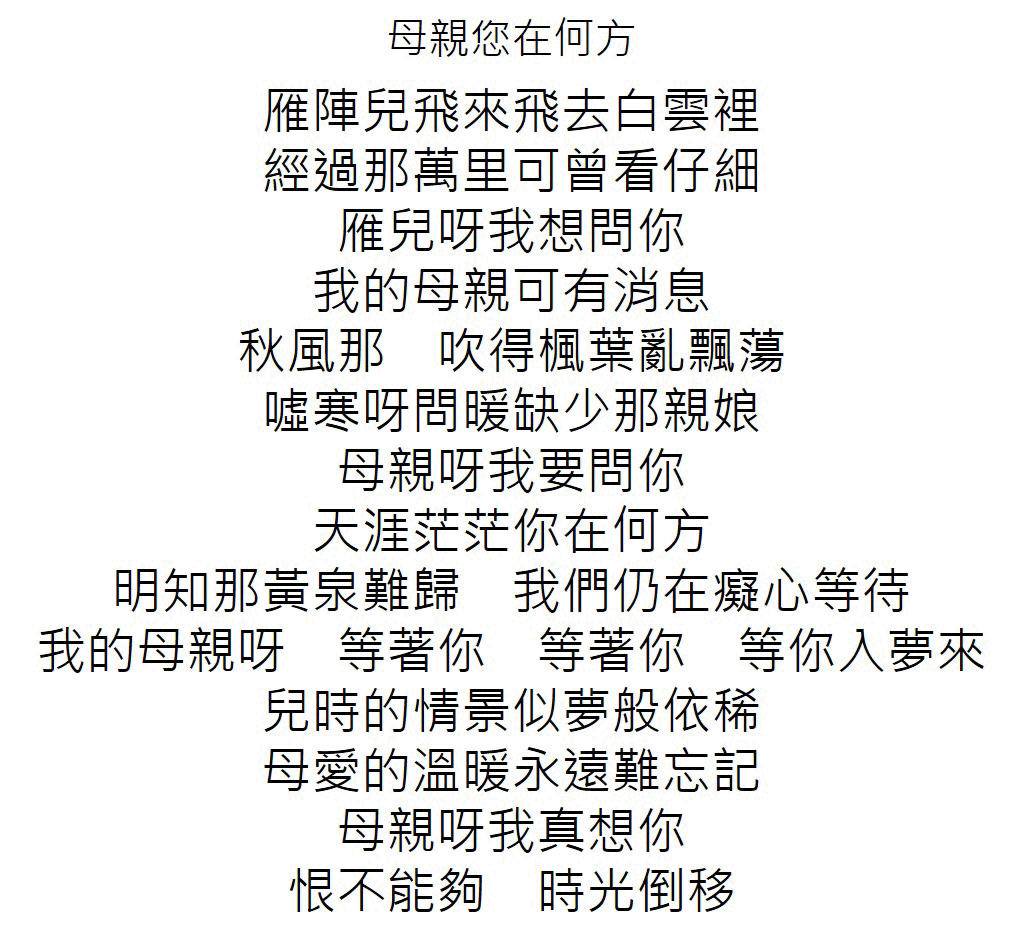 母親您在何方
雁陣兒飛來飛去白雲裡
經過那萬里可曾看仔細
雁兒呀我想問你
我的母親可有消息
秋風那　吹得楓葉亂飄蕩
噓寒呀問暖缺少那親娘
母親呀我要問你
天涯茫茫你在何方
明知那黃泉難歸　我們仍在癡心等待
我的母親呀　等著你　等著你　等你入夢來
兒時的情景似夢般依稀
母愛的溫暖永遠難忘記
母親呀我真想你
恨不能夠　時光倒移